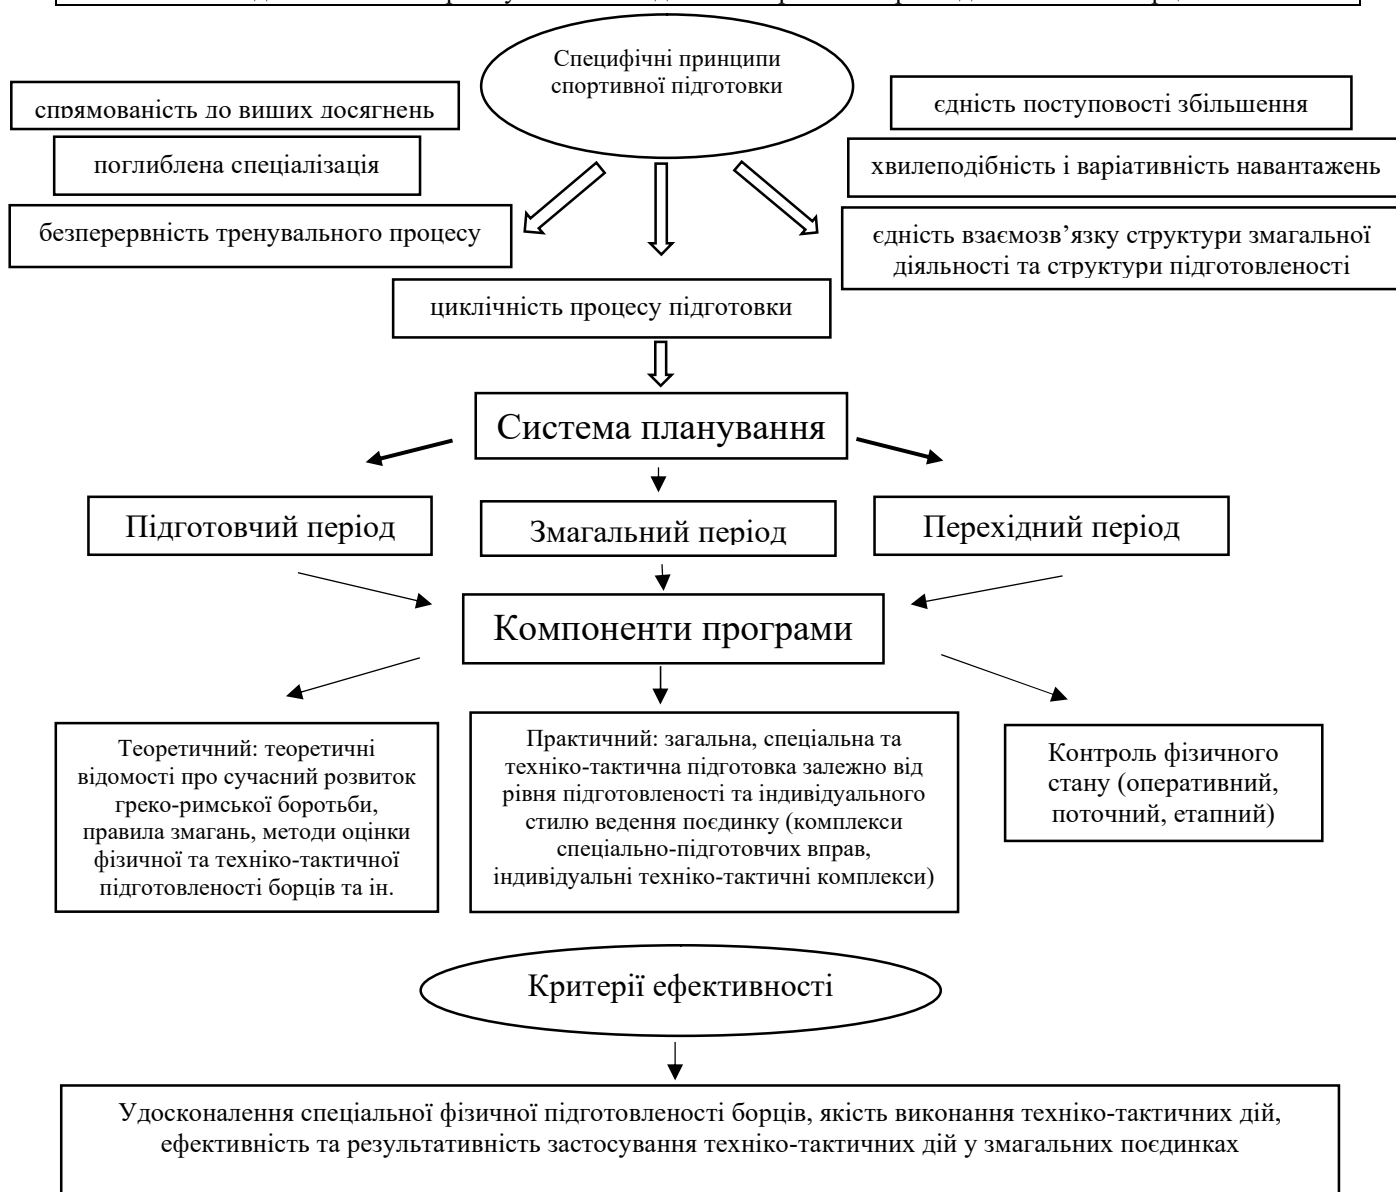 Специфічні принципи
спортивної підготовки
спрямованість до виших досягнень
поглиблена спеціалізація
безперервність тренувального процесу
єдність поступовості збільшення
хвилеподібність і варіативність навантажень
єдність взаємозв’язку структури змагальної
діяльності та структури підготовленості
циклічність процесу підготовки
Система планування
Підготовчий період
Змагальний період
Перехідний період
Компоненти програми
Теоретичний: теоретичні
відомості про сучасний розвиток
греко-римської боротьби,
правила змагань, методи оцінки
фізичної та техніко-тактичної
підготовленості борців та ін.
Практичний: загальна, спеціальна та
техніко-тактична підготовка залежно від
рівня підготовленості та індивідуального
стилю ведення поєдинку (комплекси
спеціально-підготовчих вправ,
індивідуальні техніко-тактичні комплекси)
Контроль фізичного
стану (оперативний,
поточний, етапний)
Критерії ефективності
Удосконалення спеціальної фізичної підготовленості борців, якість виконання техніко-тактичних дій,
ефективність та результативність застосування техніко-тактичних дій у змагальних поєдинках